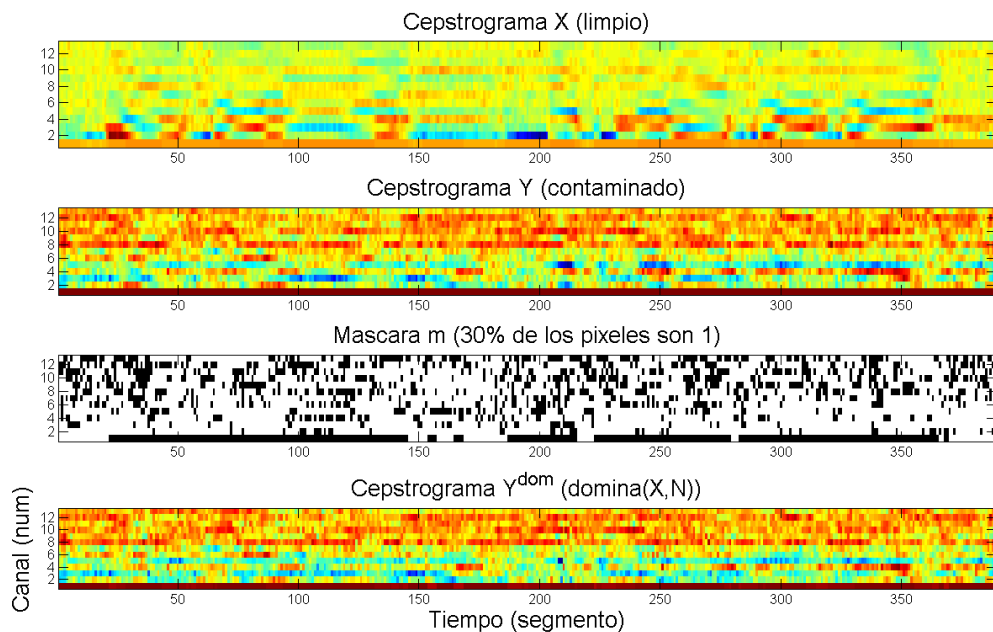 Cepstrograma X (limpio)
12
10
8
6
4
2
50 100 150 200 250 300 350
Cepstrograma Y (contaminado)
12
10
8
6
4
2
50 100 150 200 250 300 350
Mascara m (30% de los pixeles son 1)
12
10
8
6
4
2
50 100 150 200 250 300 350
Cepstrograma Y^dom (domina(X,N))
12
10
8
6
4
2
50 100 150 200 250 300 350
Canal (num)
Tiempo (segmento)